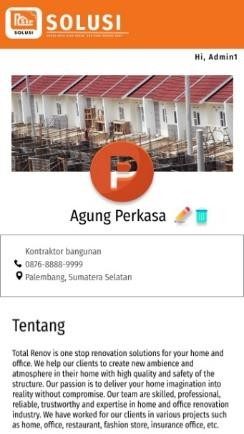 SOLUSI
SOLUSI
Hi, Admin1
P
Agung Perkasa
Kontraktor bangunan
0876-8888-9999
Palembang, Sumatera Selatan
Tentang
Total Renov is one stop renovation solutions for your home and
office. We help our clients to create new ambience and
atmosphere in their home with high quality and safety of the
structure. Our passion is to deliver your home imagination into
reality without compromise. Our team are skilled, professional,
reliable, trustworthy and expertise in home and office renovation
industry. We have worked for our clients in various projects such
as home, office, restaurant, fashion store, insurance office, etc.